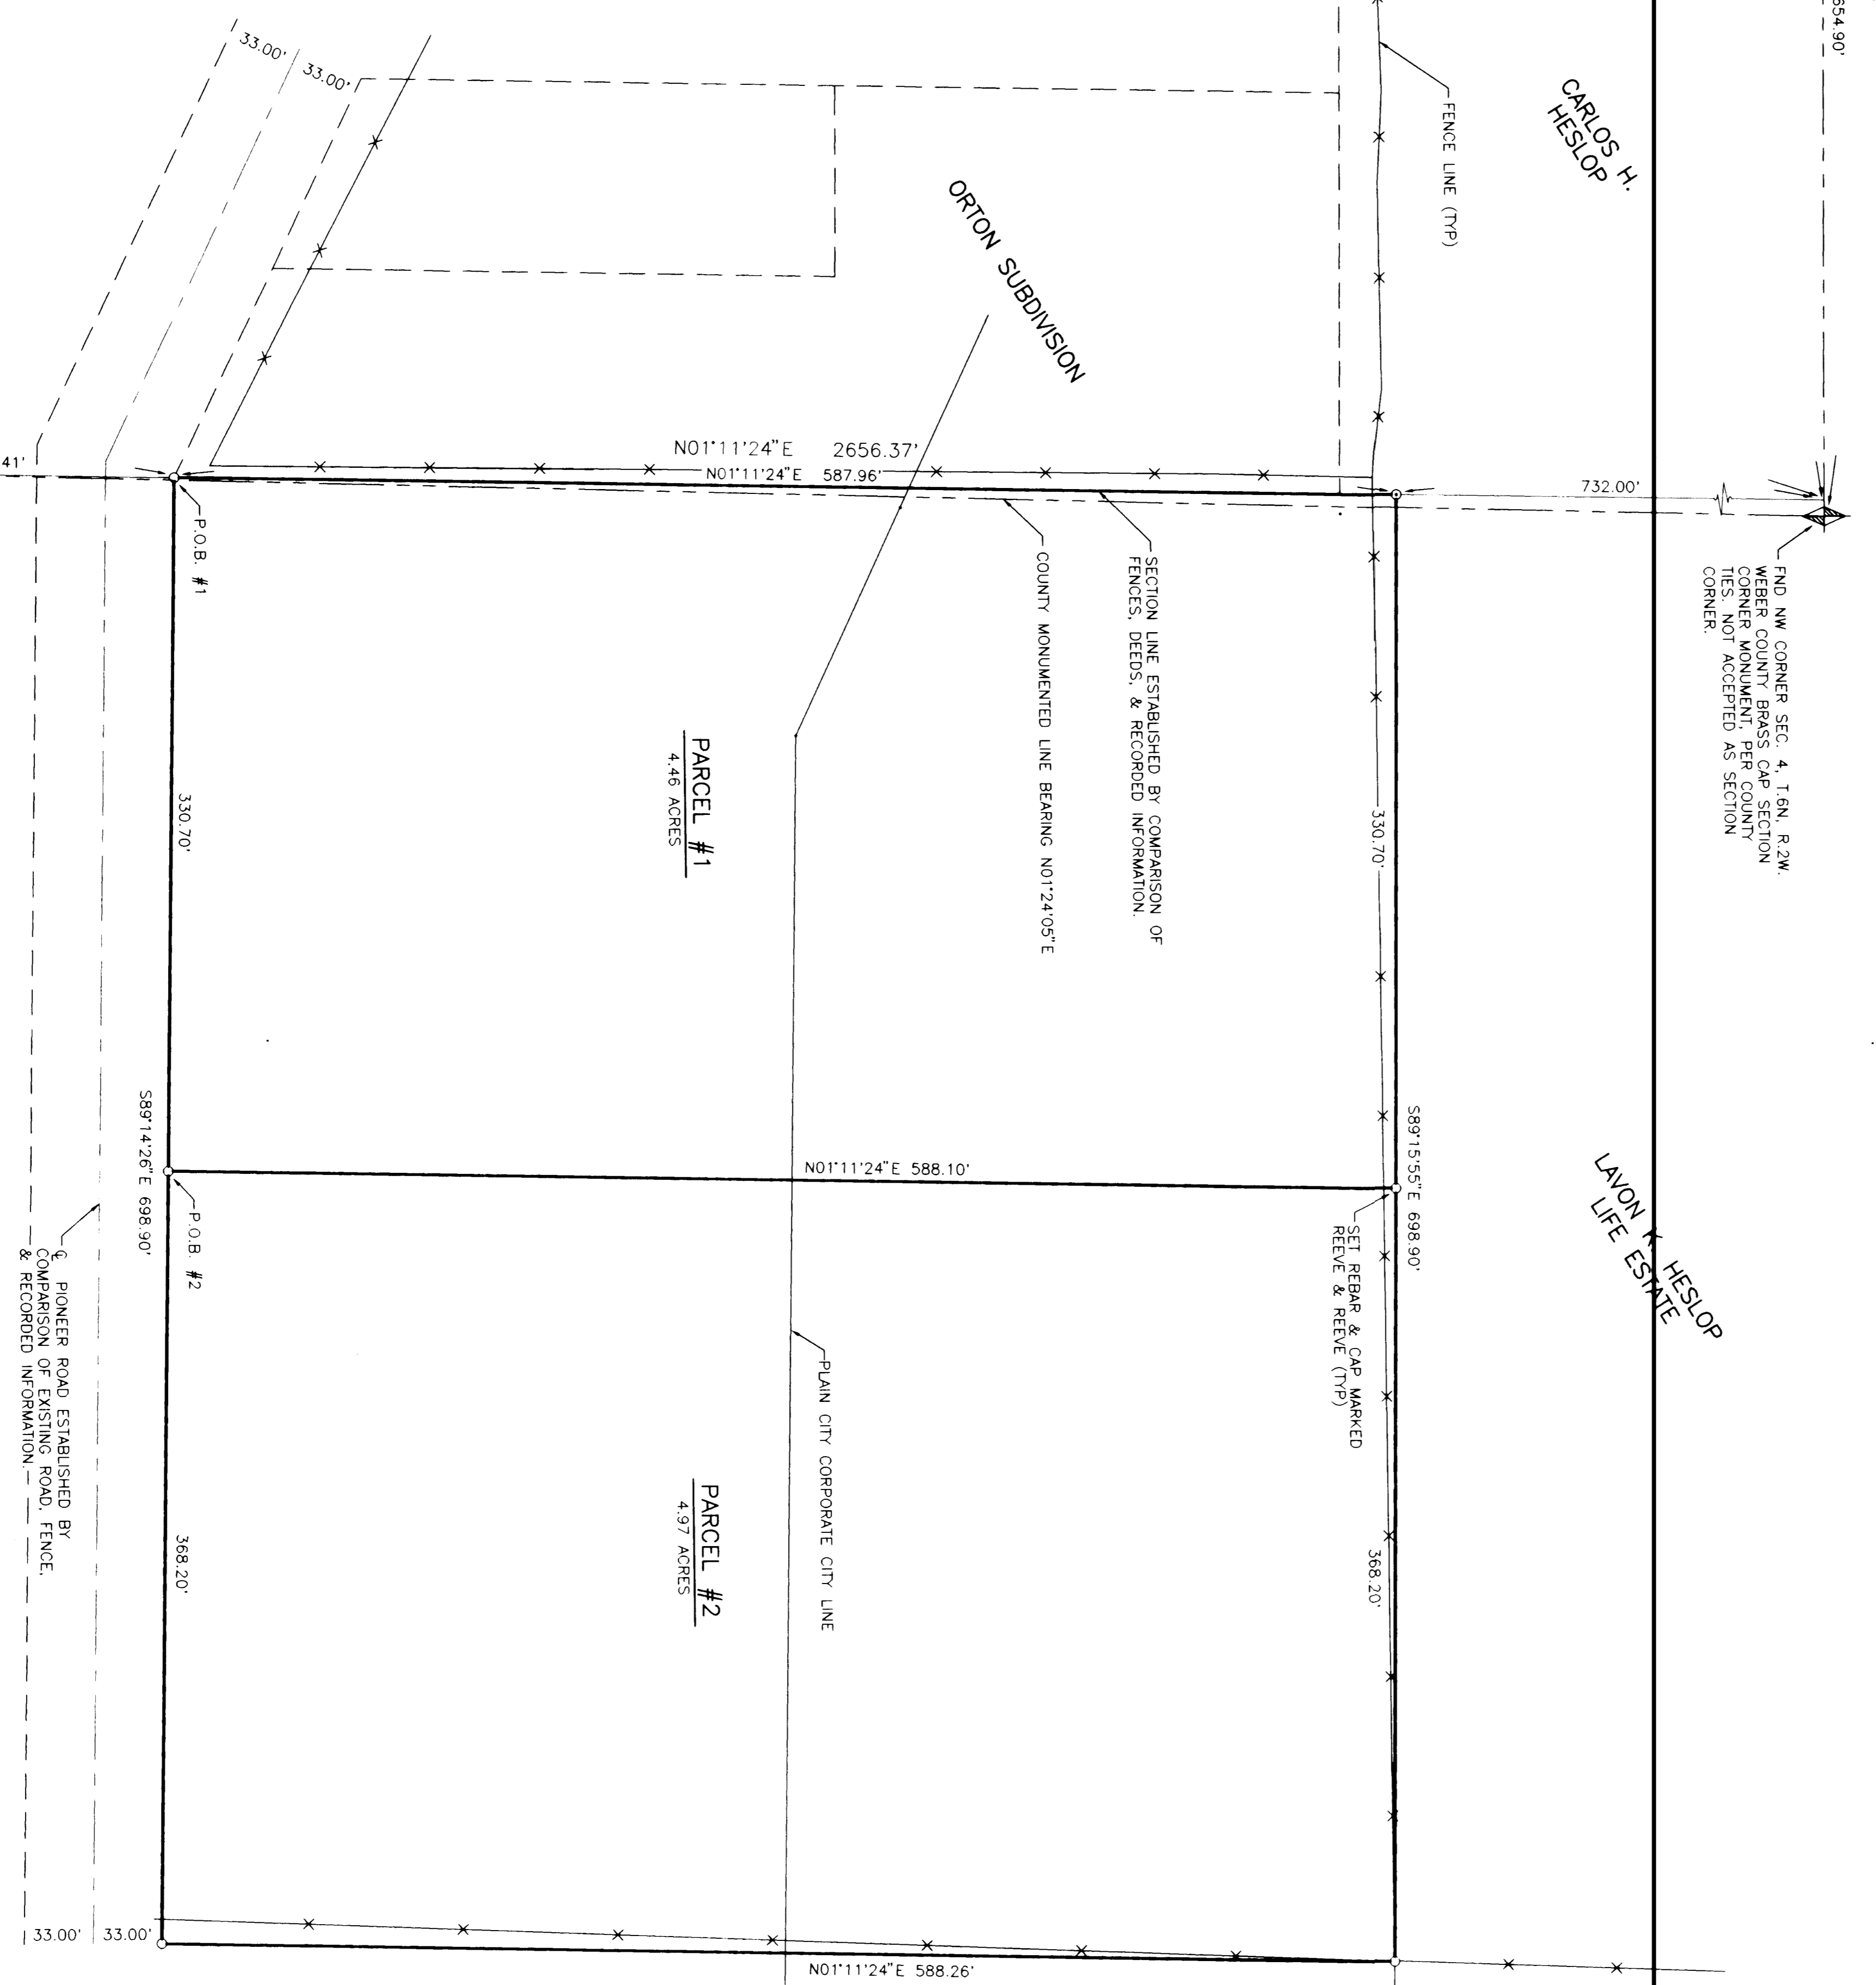 654.90'
CARLOS H.
HESLOP
FENCE LINE (TYP)
33.00'
33.00'
ORTON SUBDIVISION
N01°11'24"E 2656.37'
N01°11'24"E 587.96'
732.00'
41'
FND NW CORNER SEC. 4, T.6N, R.2W.
WEBER COUNTY BRASS CAP SECTION
CORNER MONUMENT, PER COUNTY
TIES. NOT ACCEPTED AS SECTION
CORNER.
SECTION LINE ESTABLISHED BY COMPARISON OF
FENCES, DEEDS, & RECORDED INFORMATION.
COUNTY MONUMENTED LINE BEARING N01°24'05"E
P.O.B. #1
PARCEL #1
4.46 ACRES
330.70'
330.70'
S89°15'55"E 698.90'
S89°14'26"E 698.90'
N01°11'24"E 588.10'
LAVON K. HESLOP
LIFE ESTATE
SET REBAR & CAP MARKED
REEVE & REEVE (TYP)
P.O.B. #2
℄ PIONEER ROAD ESTABLISHED BY
COMPARISON OF EXISTING ROAD, FENCE,
& RECORDED INFORMATION.
PLAIN CITY CORPORATE CITY LINE
PARCEL #2
4.97 ACRES
368.20'
368.20'
33.00'
33.00'
N01°11'24"E 588.26'